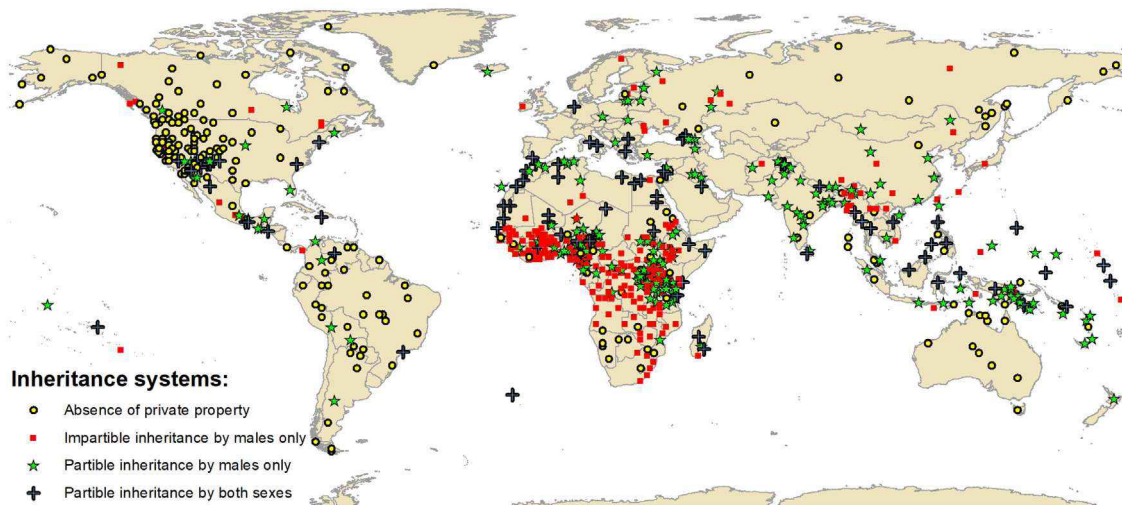 Inheritance systems:
Absence of private property
Impartible inheritance by males only
Partible inheritance by males only
Partible inheritance by both sexes